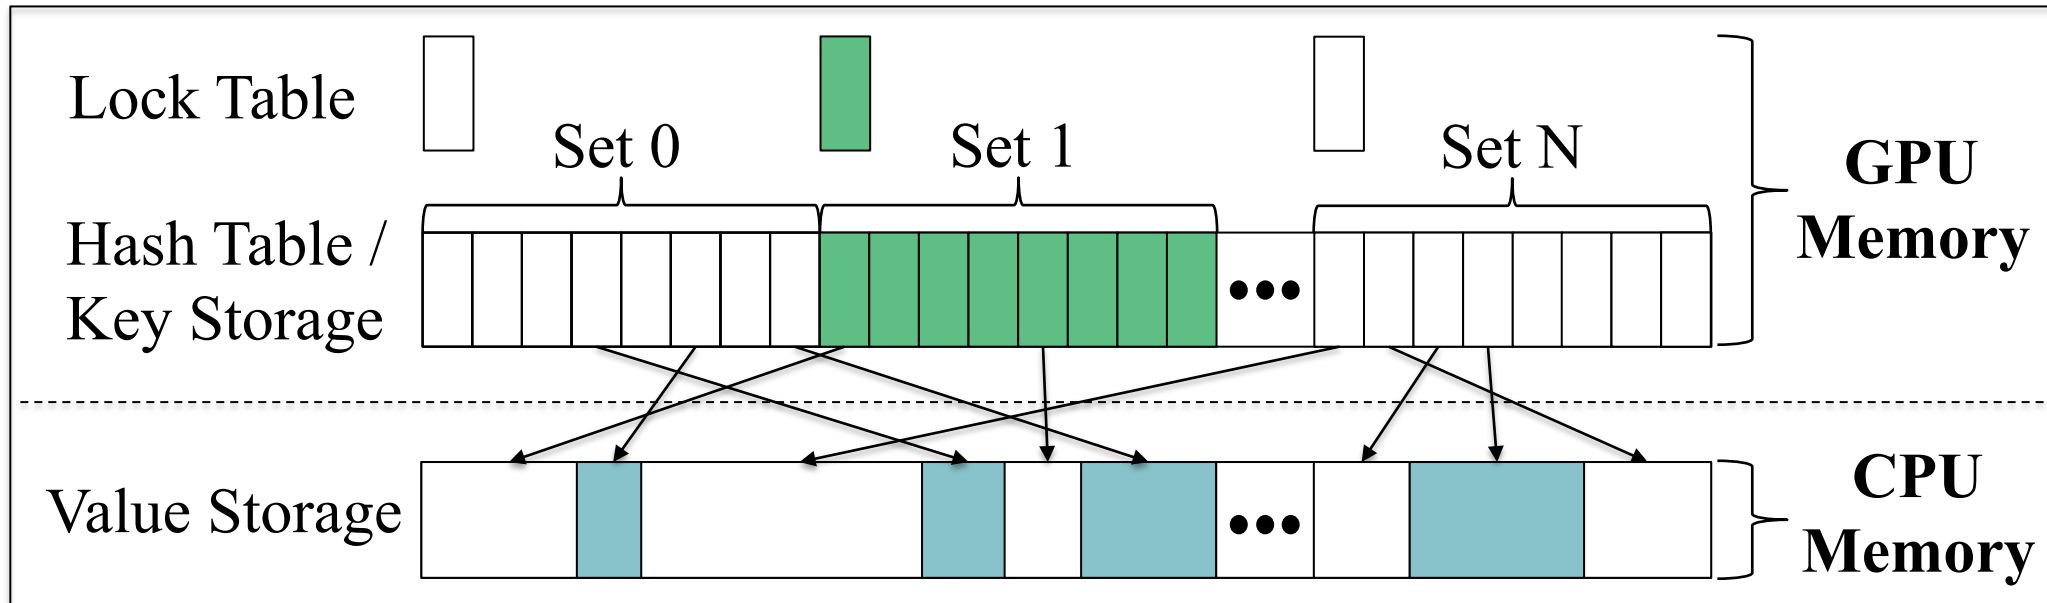 Lock Table
Set 0
Set 1
Set N
GPU
Memory
Hash Table /
Key Storage
•••
Value Storage
•••
CPU
Memory